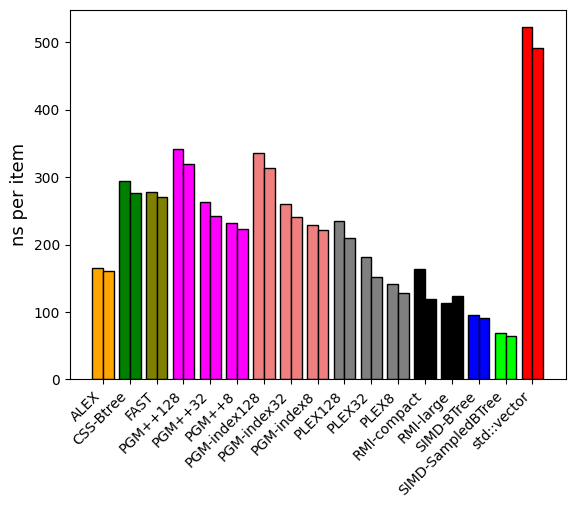 ns per item
500
400
300
200
100
0
ALEX
CSS-Btree
FAST
PGM++128
PGM++32
PGM++8
PGM-index128
PGM-index32
PGM-index8
PLEX128
PLEX32
PLEX8
RMI-compact
RMI-large
SIMD-BTree
SIMD-SampledBTree
std::vector